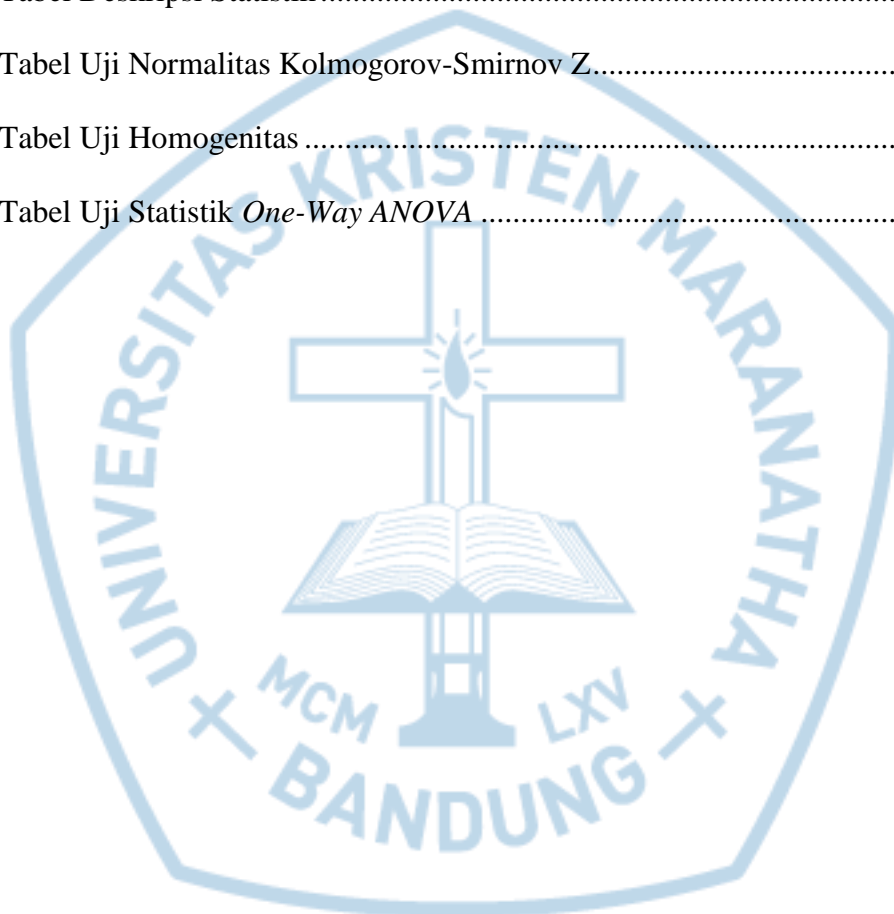 Tabel Deskripsi Statistik....................................................................................
Tabel Uji Normalitas Kolmogorov-Smirnov Z......................................
Tabel Uji Homogenitas ..........................................................................
Tabel Uji Statistik One-Way ANOVA ....................................................
UNIVERSITAS KRISTEN MARANATHA
MCM LXV
BANDUNG